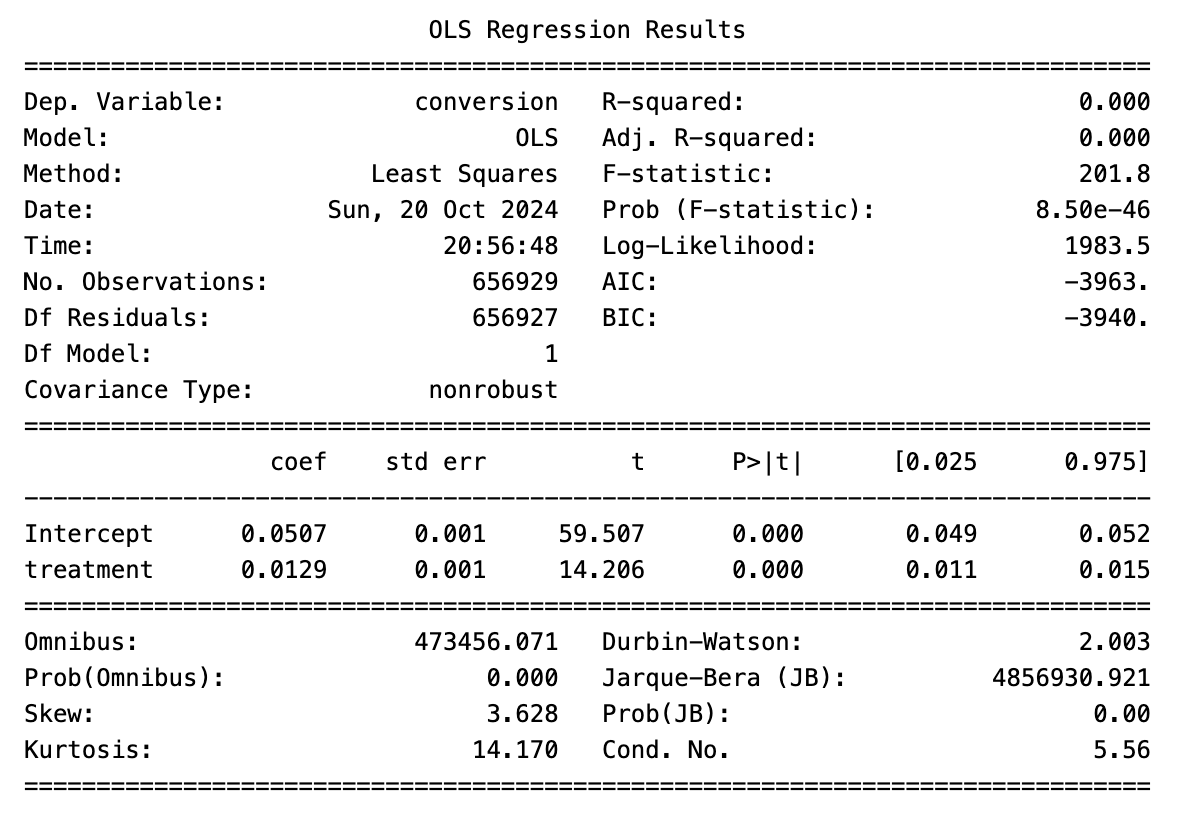 OLS Regression Results
==============================================================================
Dep. Variable:             conversion   R-squared:                       0.000
Model:                            OLS   Adj. R-squared:                  0.000
Method:                 Least Squares   F-statistic:                     201.8
Date:                Sun, 20 Oct 2024   Prob (F-statistic):           8.50e-46
Time:                        20:56:48   Log-Likelihood:                 1983.5
No. Observations:              656929   AIC:                            -3963.
Df Residuals:                  656927   BIC:                            -3940.
Df Model:                           1
Covariance Type:            nonrobust
==============================================================================
                 coef    std err          t      P>|t|      [0.025      0.975]
------------------------------------------------------------------------------
Intercept      0.0507      0.001     59.507      0.000       0.049       0.052
treatment      0.0129      0.001     14.206      0.000       0.011       0.015
==============================================================================
Omnibus:                   473456.071   Durbin-Watson:                   2.003
Prob(Omnibus):                  0.000   Jarque-Bera (JB):          4856930.921
Skew:                           3.628   Prob(JB):                         0.00
Kurtosis:                      14.170   Cond. No.                         5.56
==============================================================================